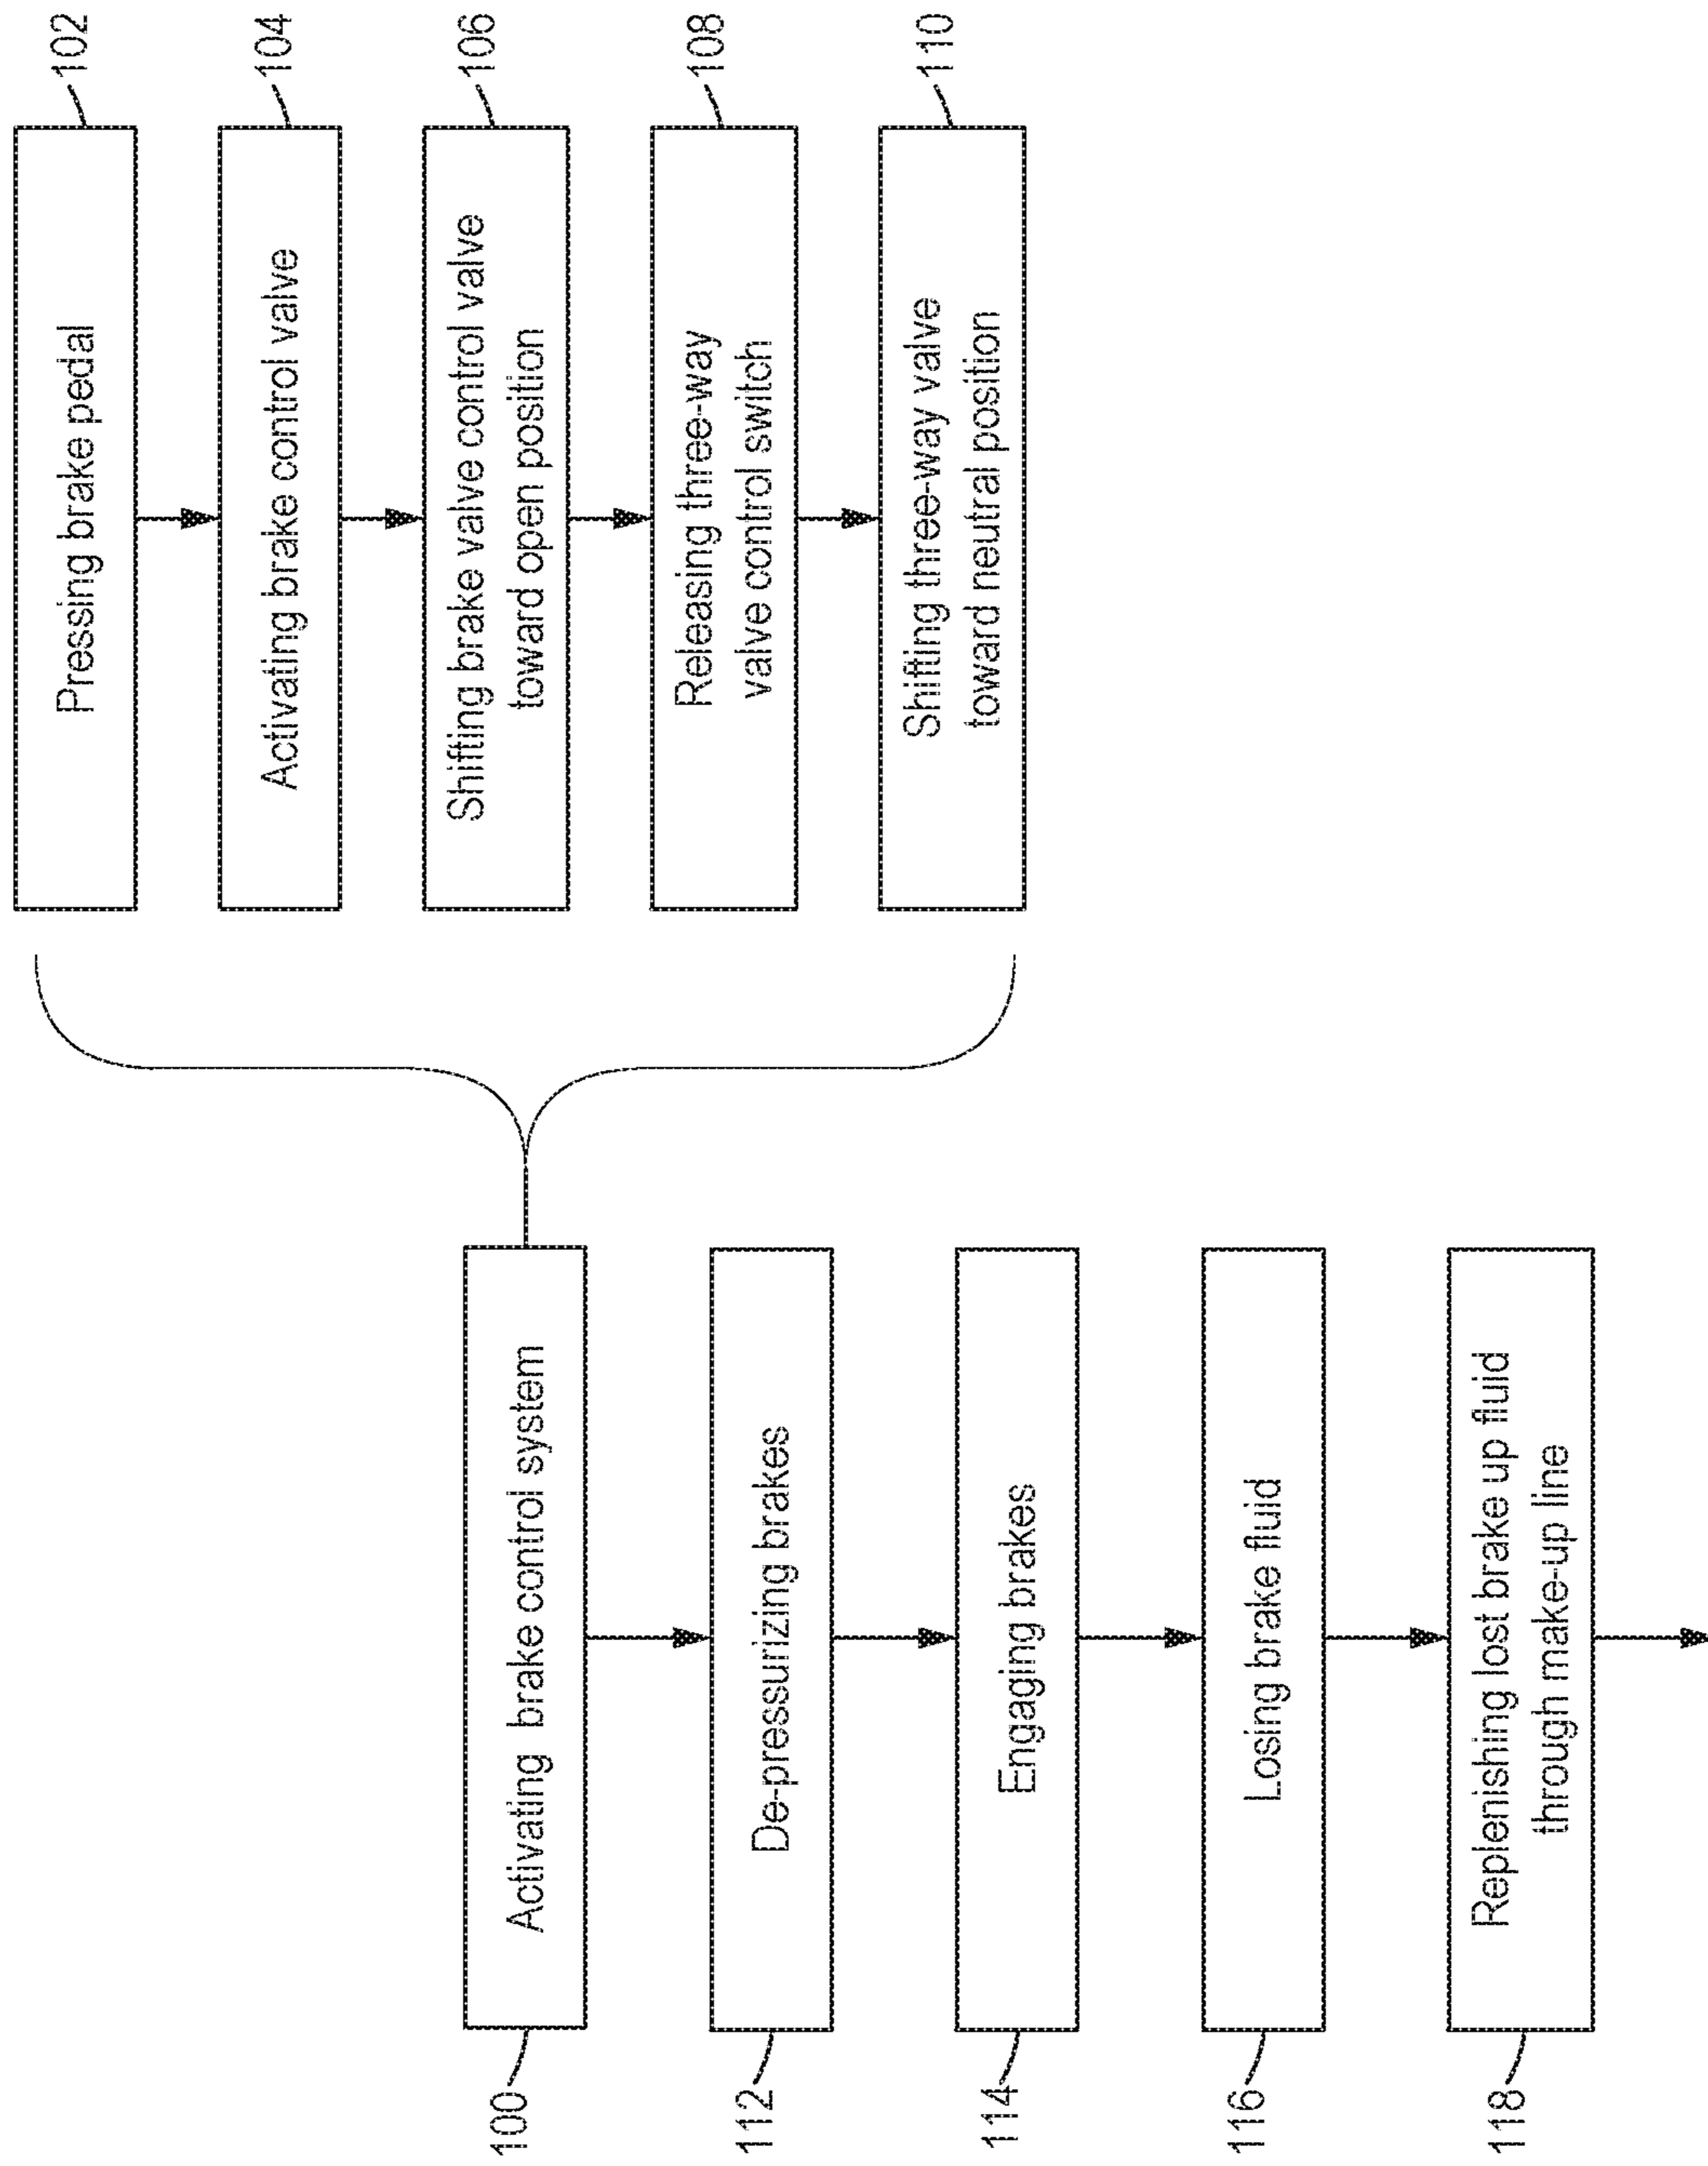 100
Activating brake control system
112
De-pressurizing brakes
114
Engaging brakes
116
Losing brake fluid
118
Replenishing lost brake up fluid
through make-up line
102
Pressing brake pedal
104
Activating brake control valve
106
Shifting brake valve control valve
toward open position
108
Releasing three-way
valve control switch
110
Shifting three-way valve
toward neutral position